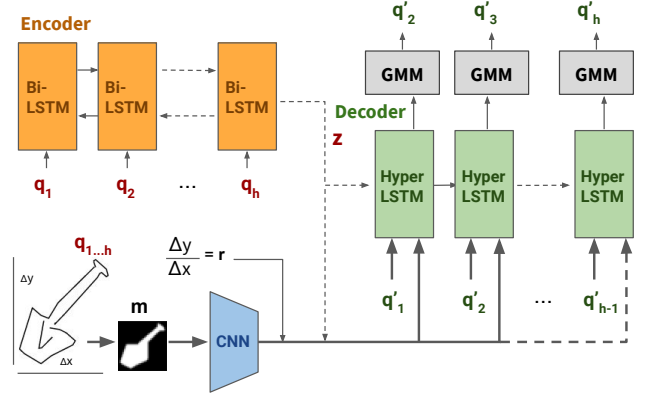 Encoder
Bi-
LSTM
Bi-
LSTM
Bi-
LSTM
q1
q2
...
qh
z
Decoder
q'2
q'3
q'h
GMM
GMM
GMM
Hyper
LSTM
Hyper
LSTM
Hyper
LSTM
q'1
q'2
...
q'h-1
q1...h
Δy
Δx
m
Δy
Δx
= r
CNN